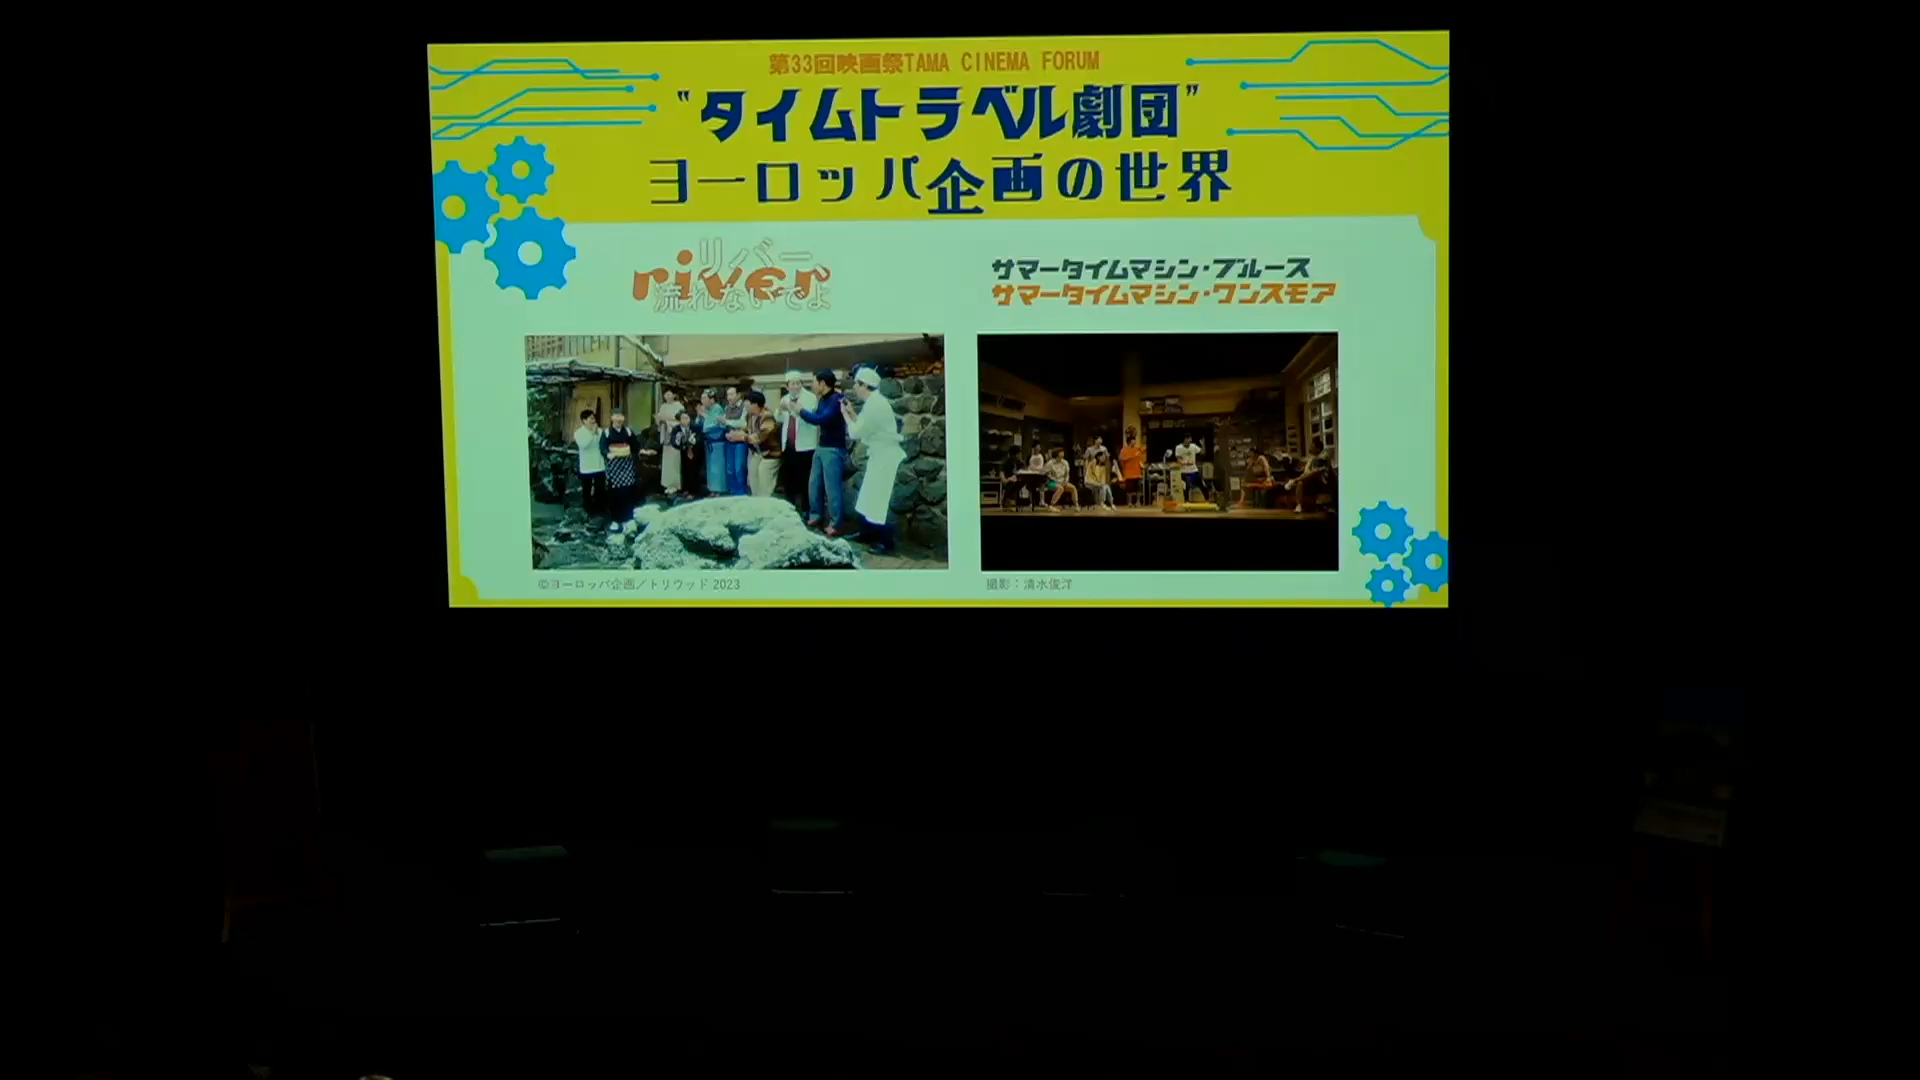 第33回映画祭TAMA CINEMA FORUM
“タイムトラベル劇団”
ヨーロッパ企画の世界
リバー、
river
流れないでよ
サマータイムマシン・ブルース
サマータイムマシン・ワンスモア
©ヨーロッパ企画／トリウッド 2023
撮影：清水俊洋